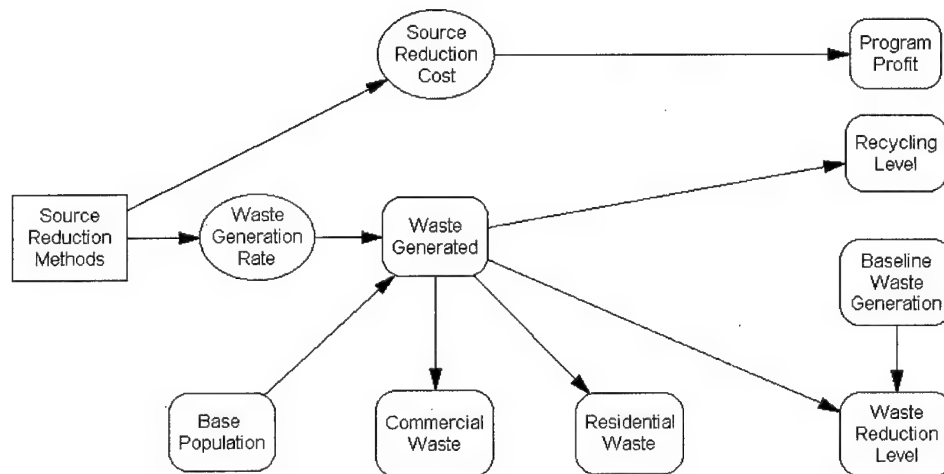 Source
Reduction
Cost
Program
Profit
Recycling
Level
Source
Reduction
Methods
Waste
Generation
Rate
Waste
Generated
Baseline
Waste
Generation
Base
Population
Commercial
Waste
Residential
Waste
Waste
Reduction
Level